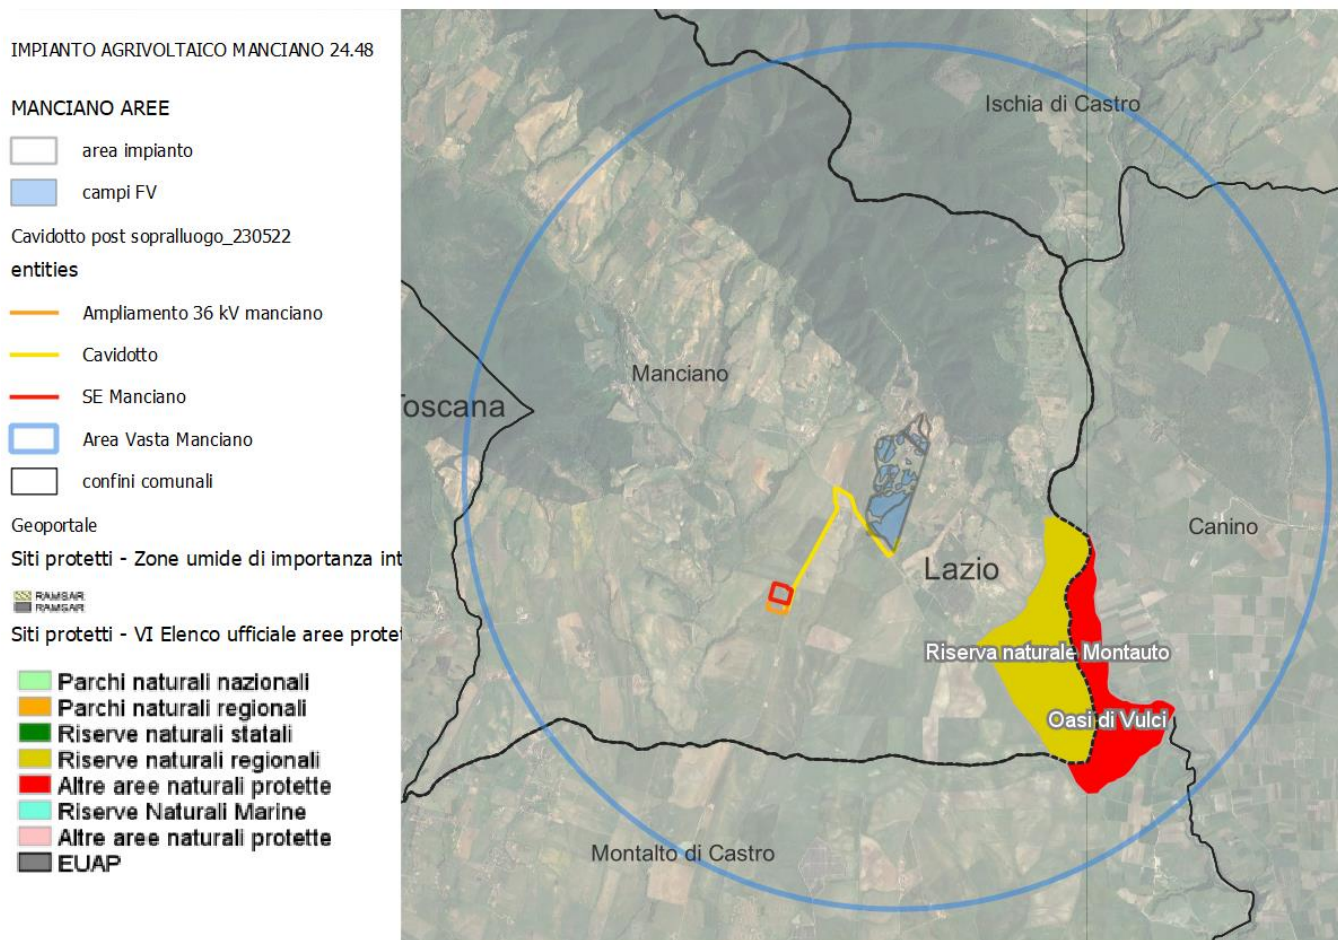 IMPIANTO AGRIVOLTAICO MANCIANO 24.48
MANCIANO AREE
area impianto
campi FV
Cavidotto post sopralluogo_230522
entities
Ampliamento 36 kV manciano
Cavidotto
SE Manciano
Area Vasta Manciano
confini comunali
Geoportale
Siti protetti - Zone umide di importanza int
RAMSAR
RAMSAR
Siti protetti - VI Elenco ufficiale aree protet
Parchi naturali nazionali
Parchi naturali regionali
Riserve naturali statali
Riserve naturali regionali
Altre aree naturali protette
Riserve Naturali Marine
Altre aree naturali protette
EUAP
Ischia di Castro
Manciano
Toscana
Canino
Lazio
Riserva naturale Montauto
Oasi di Vulci
Montalto di Castro